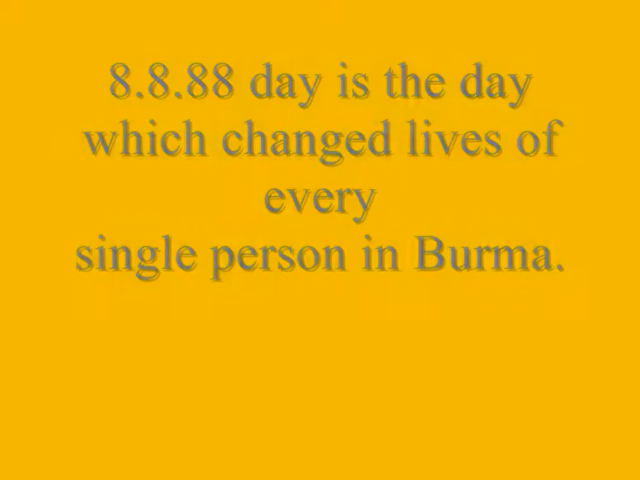 8.8.88 day is the day
which changed lives of
every
single person in Burma.